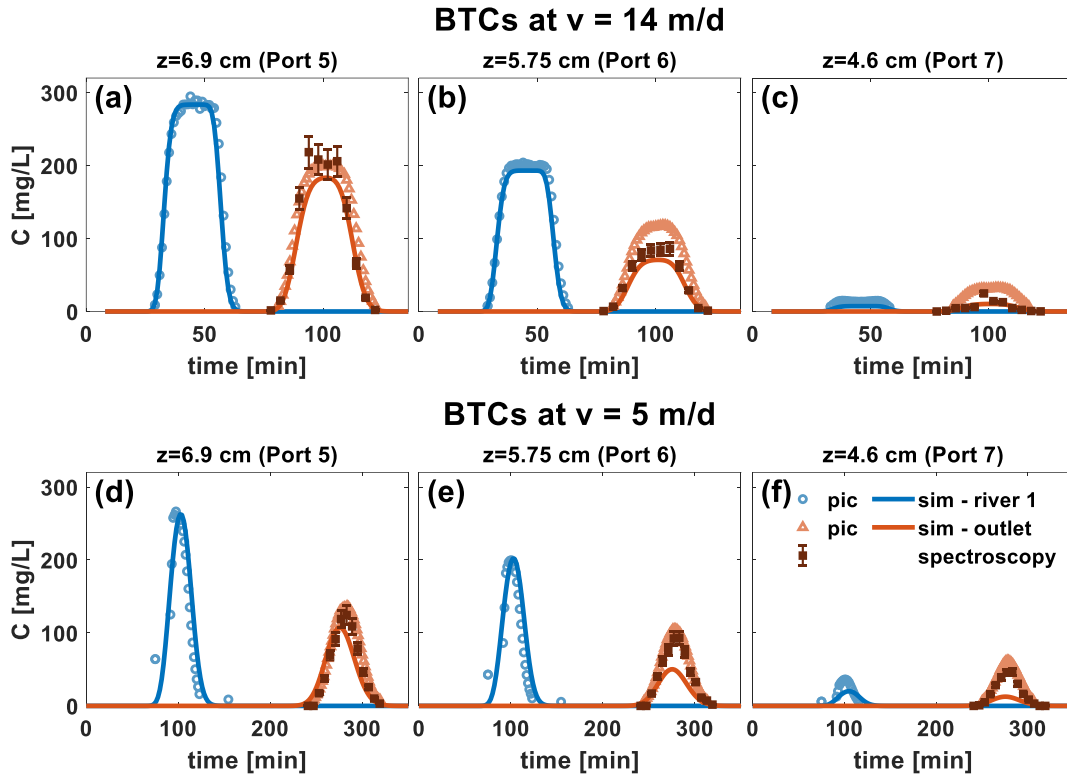 BTCs at v = 14 m/d
z=6.9 cm (Port 5) z=5.75 cm (Port 6) z=4.6 cm (Port 7)
(a) (b) (c)
300
200
100
0
C [mg/L]
0 50 100 0 50 100 0 50 100
time [min] time [min] time [min]
BTCs at v = 5 m/d
z=6.9 cm (Port 5) z=5.75 cm (Port 6) z=4.6 cm (Port 7)
(d) (e) (f)
pic sim - river 1
pic sim - outlet
spectroscopy
300
200
100
0
C [mg/L]
0 100 200 300 0 100 200 300 0 100 200 300
time [min] time [min] time [min]